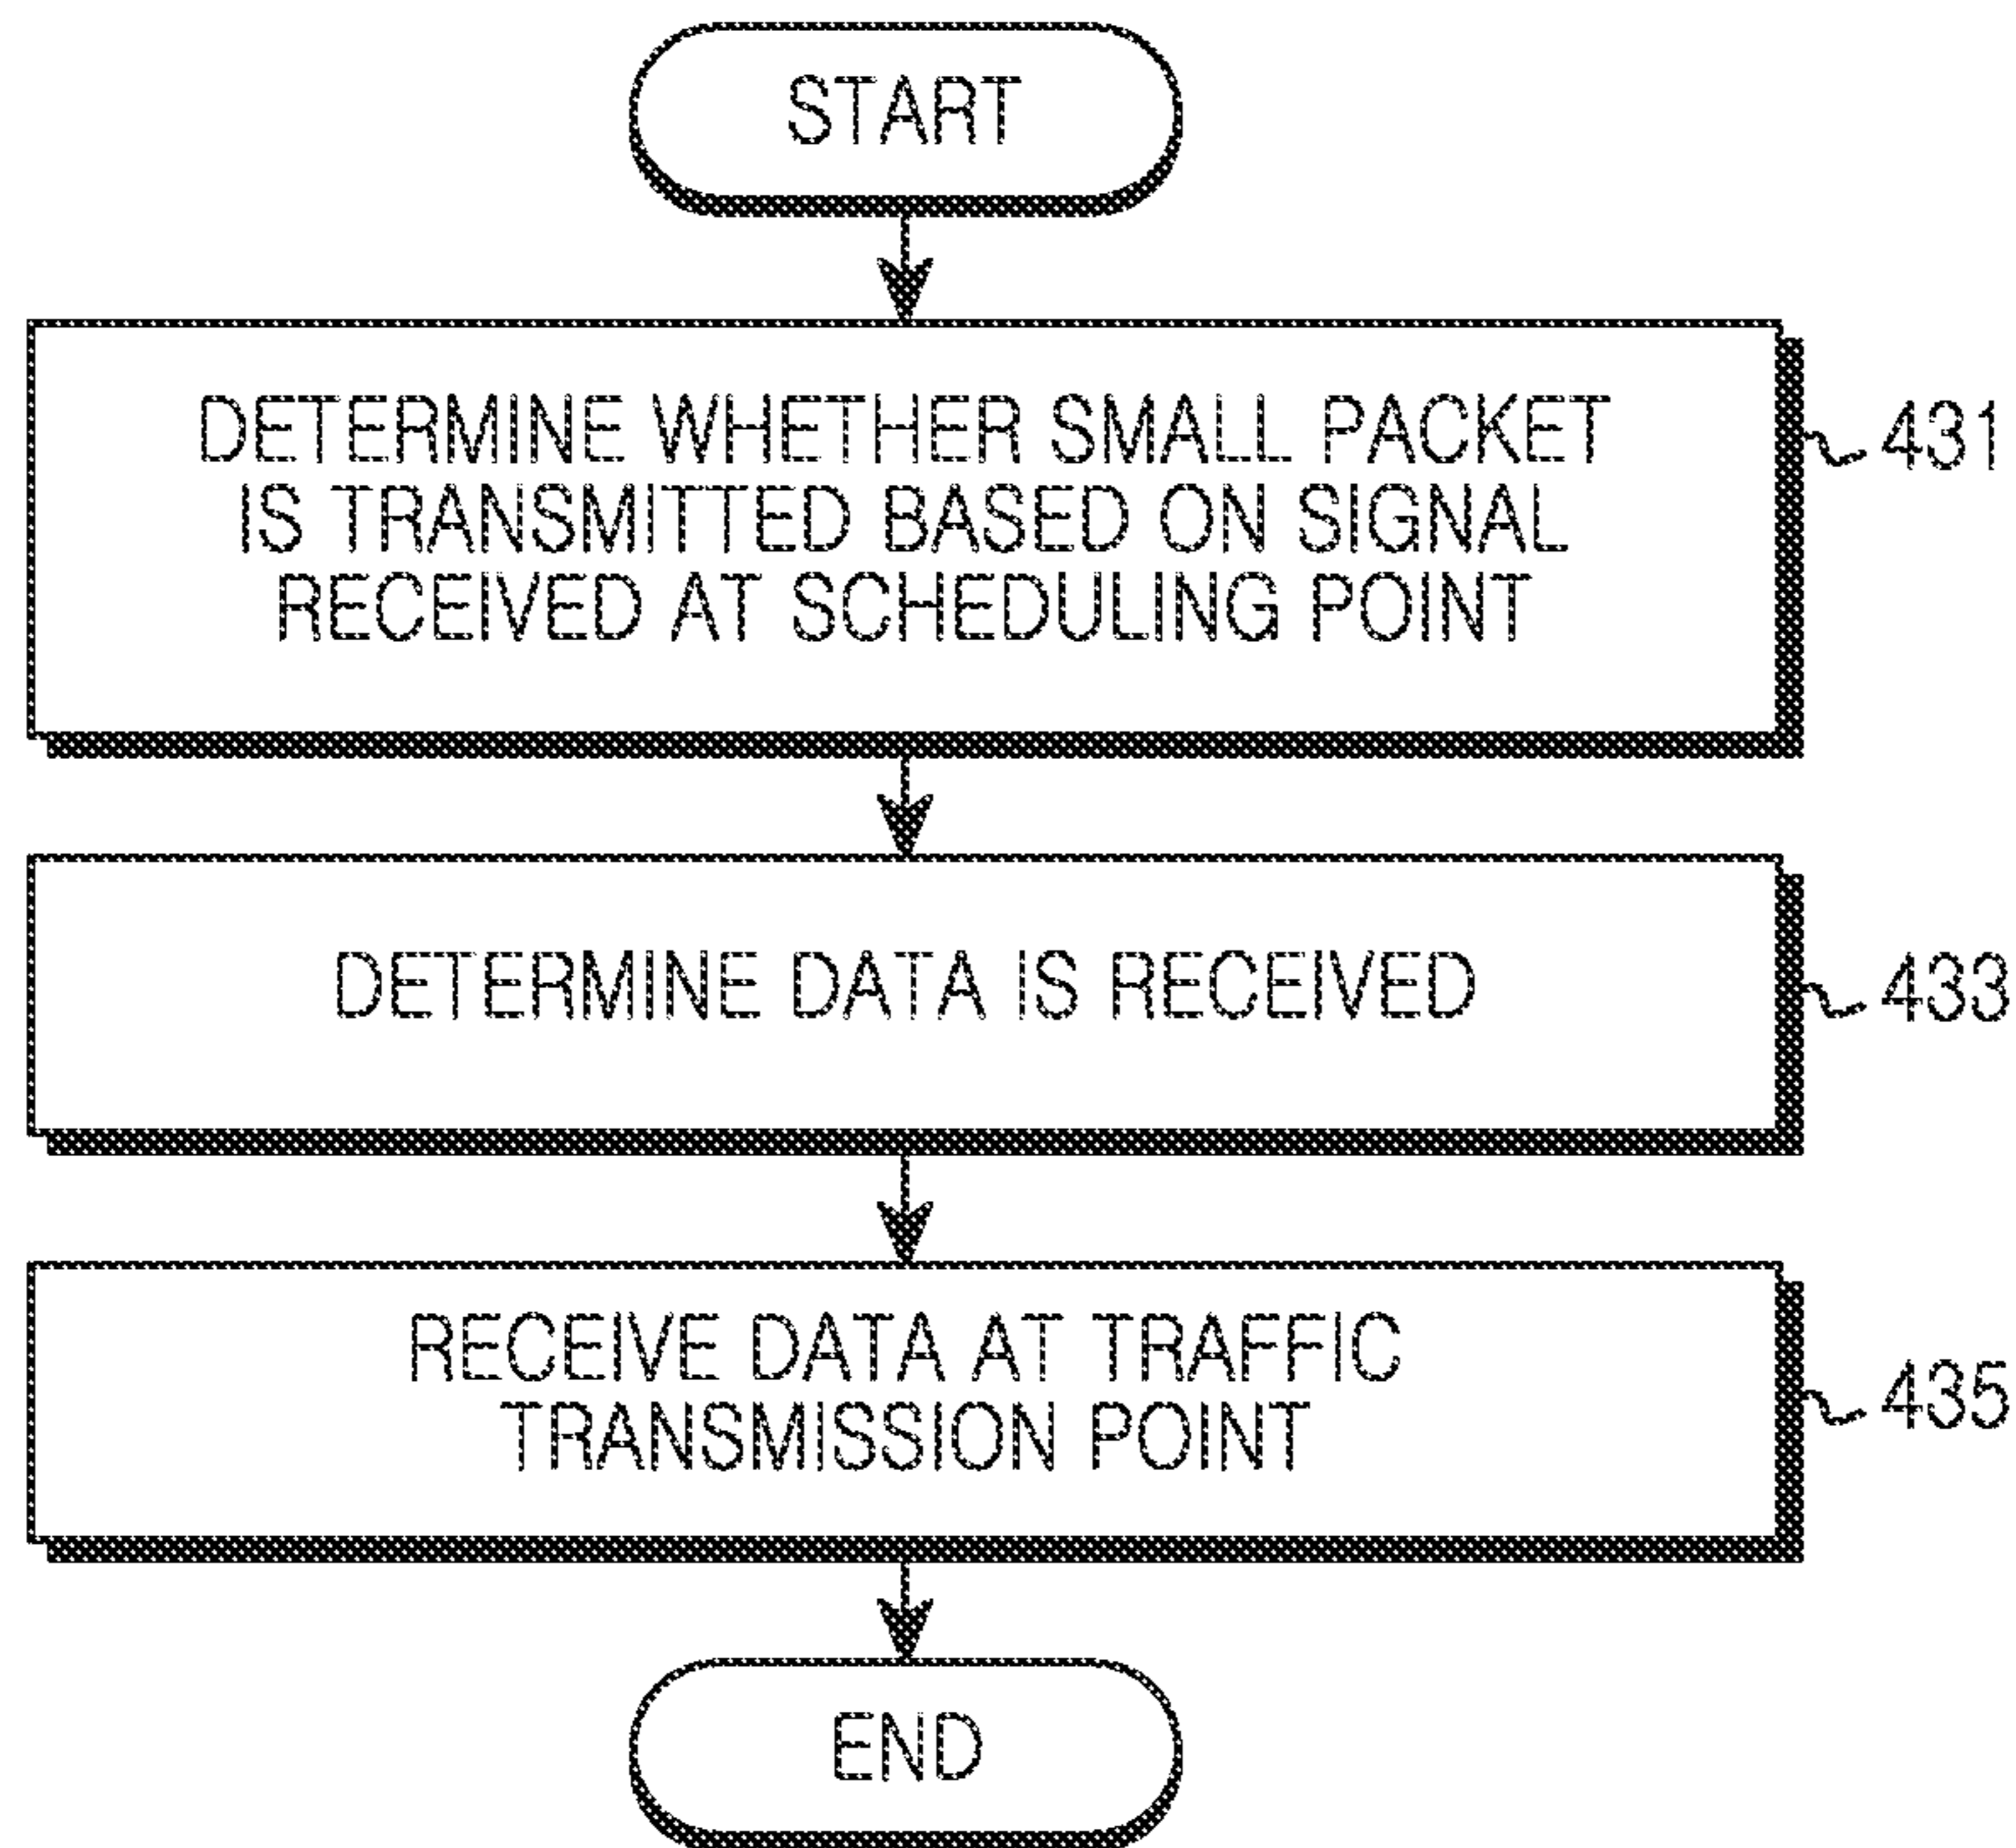 START
DETERMINE WHETHER SMALL PACKET
IS TRANSMITTED BASED ON SIGNAL
RECEIVED AT SCHEDULING POINT
431
DETERMINE DATA IS RECEIVED
433
RECEIVE DATA AT TRAFFIC
TRANSMISSION POINT
435
END